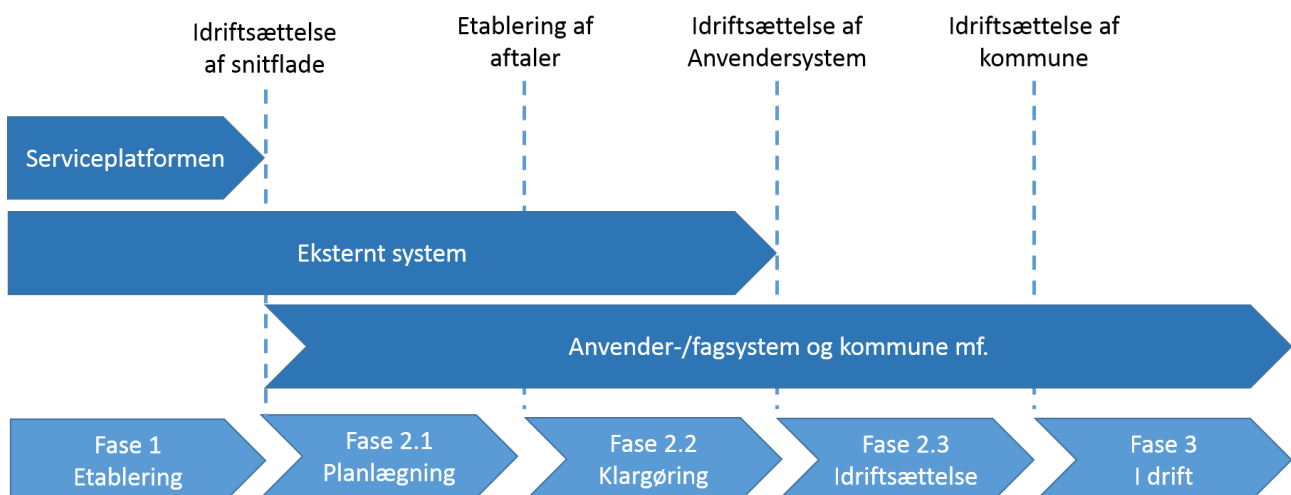 Idriftsættelse
af snitflade
Etablering af
aftaler
Idriftsættelse af
Anvendersystem
Idriftsættelse af
kommune
Serviceplatformen
Eksternt system
Anvender-/fagsystem og kommune mf.
Fase 1
Etablering
Fase 2.1
Planlægning
Fase 2.2
Klargøring
Fase 2.3
Idriftsættelse
Fase 3
I drift